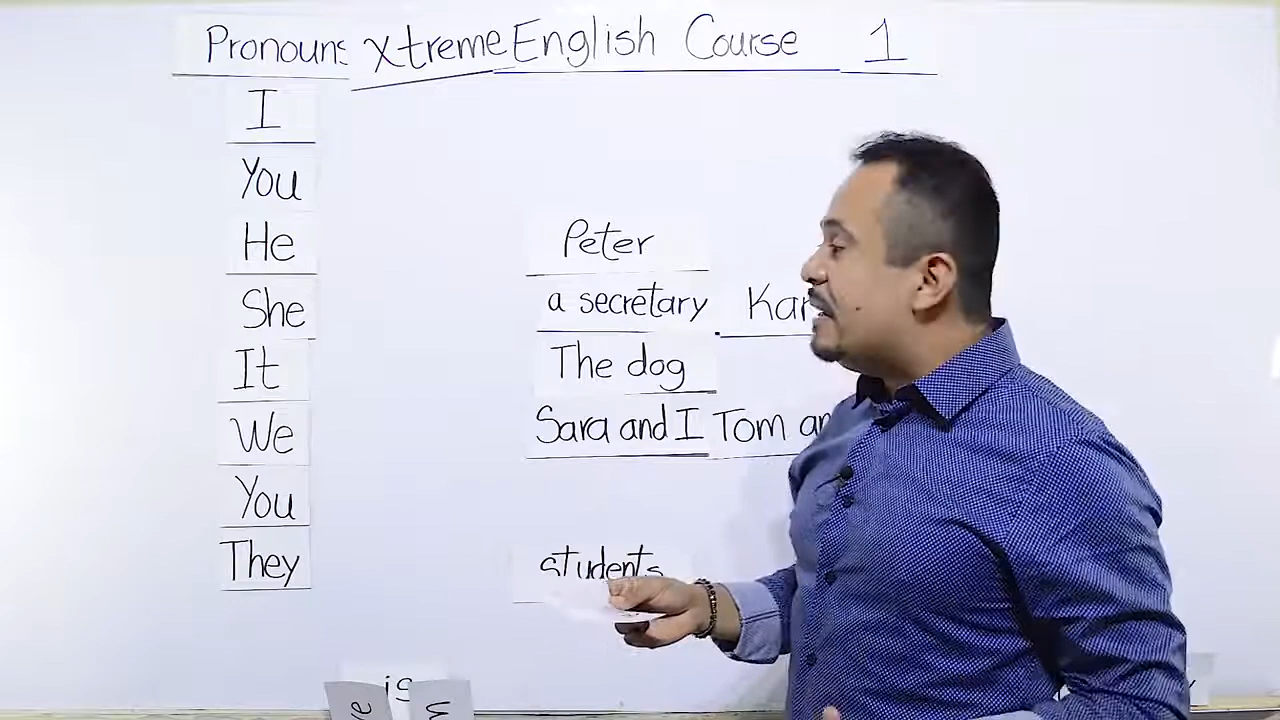 Pronouns xtreme English Course 1
I
You
He Peter
She a secretary
It The dog
We Sara and I Tom
You
They students
is